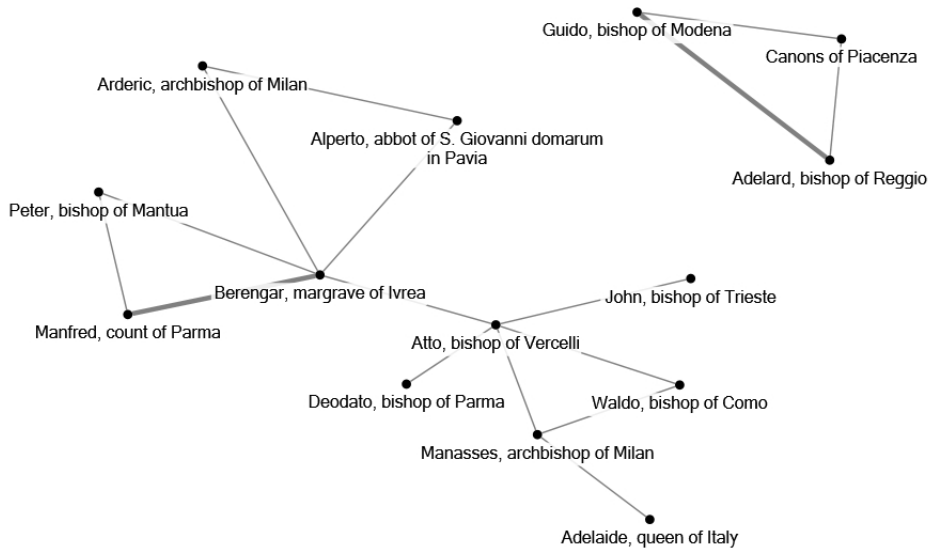 Guido, bishop of Modena
Canons of Piacenza
Arderic, archbishop of Milan
Alperto, abbot of S. Giovanni domarum
in Pavia
Adelard, bishop of Reggio
Peter, bishop of Mantua
Berengar, margrave of Ivrea
John, bishop of Trieste
Manfred, count of Parma
Atto, bishop of Vercelli
Deodato, bishop of Parma
Waldo, bishop of Como
Manasses, archbishop of Milan
Adelaide, queen of Italy